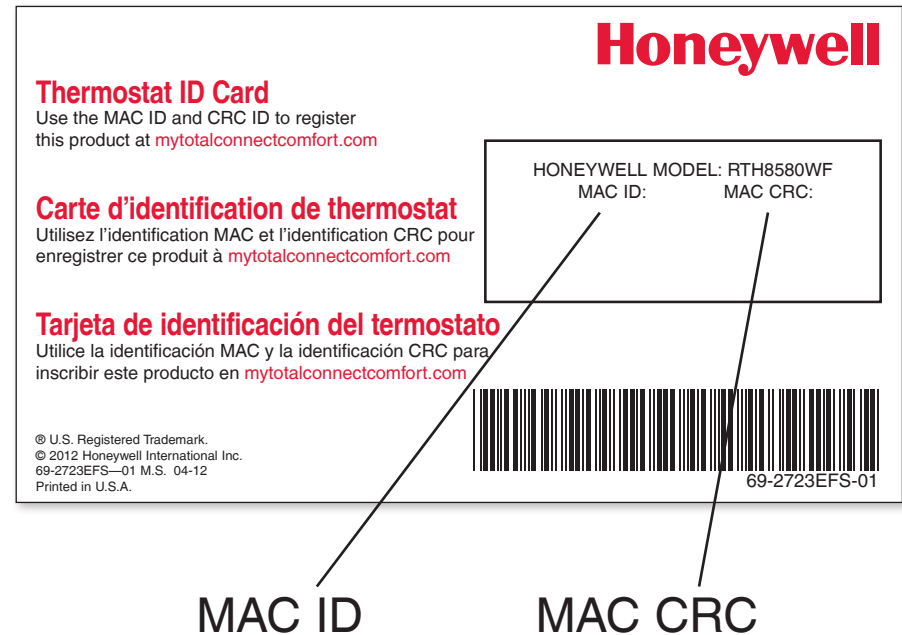 Honeywell
Thermostat ID Card
Use the MAC ID and CRC ID to register
this product at mytotalconnectcomfort.com
HONEYWELL MODEL: RTH8580WF
MAC ID: MAC CRC:
Carte d’identification de thermostat
Utilisez l’identification MAC et l’identification CRC pour
enregistrer ce produit à mytotalconnectcomfort.com
Tarjeta de identificación del termostato
Utilice la identificación MAC y la identificación CRC para
inscribir este producto en mytotalconnectcomfort.com
® U.S. Registered Trademark.
© 2012 Honeywell International Inc.
69-2723EFS—01 M.S. 04-12
Printed in U.S.A.
69-2723EFS-01
MAC ID MAC CRC